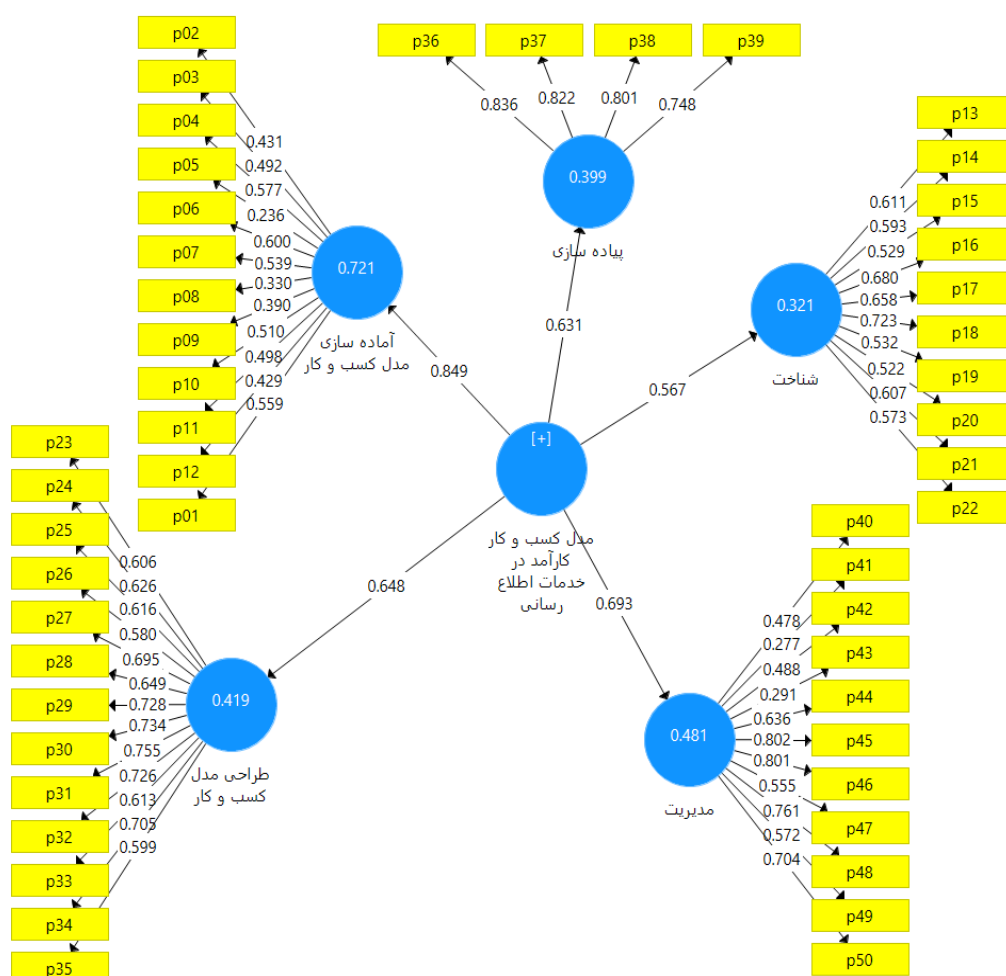 p02
p03
p04
p05
p06
p07
p08
p09
p10
p11
p12
p01
0.431
0.492
0.577
0.236
0.600
0.539
0.330
0.390
0.510
0.498
0.429
0.559
0.721
آماده سازی
مدل کسب و کار
p36
p37
p38
p39
0.836
0.822
0.801
0.748
0.399
پیاده سازی
p13
p14
p15
p16
p17
p18
p19
p20
p21
p22
0.611
0.593
0.529
0.680
0.658
0.723
0.532
0.522
0.607
0.573
0.321
شناخت
0.849
0.631
0.567
0.648
0.693
[+]
مدل کسب و کار
کارآمد در
خدمات اطلاع
رسانی
p23
p24
p25
p26
p27
p28
p29
p30
p31
p32
p33
p34
p35
0.606
0.626
0.616
0.580
0.695
0.649
0.728
0.734
0.755
0.726
0.613
0.705
0.599
0.419
طراحی مدل
کسب و کار
p40
p41
p42
p43
p44
p45
p46
p47
p48
p49
p50
0.478
0.277
0.488
0.291
0.636
0.802
0.801
0.555
0.761
0.572
0.704
0.481
مدیریت